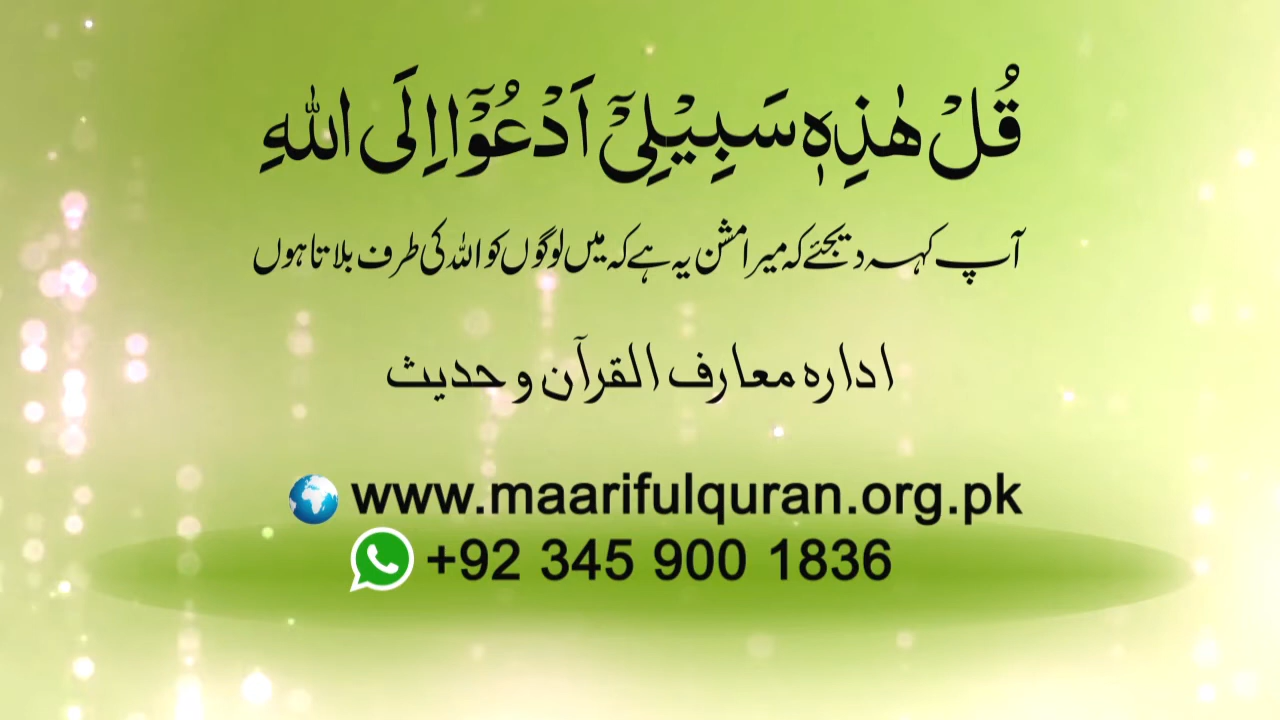 قُلْ هٰذِهٖ سَبِيْلِىْٓ اَدْعُوْٓا اِلَى اللّٰهِ
آپ کہہ دیجئے کہ میرا مشن یہ ہے کہ میں لوگوں کو اللہ کی طرف بلاتا ہوں
ادارہ معارف القرآن و حدیث
www.maarifulquran.org.pk
+92 345 900 1836